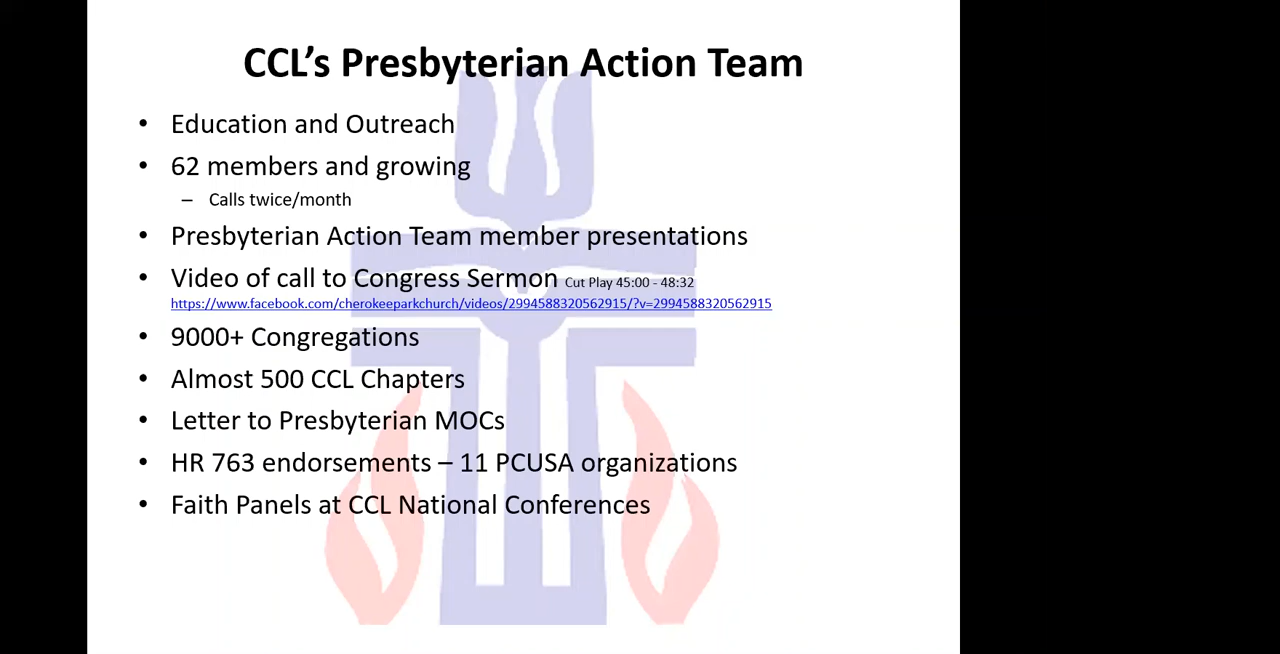 CCL’s Presbyterian Action Team
• Education and Outreach
• 62 members and growing
– Calls twice/month
• Presbyterian Action Team member presentations
• Video of call to Congress Sermon Cut Play 45:00 - 48:32
https://www.facebook.com/cherokeeparkchurch/videos/2994588320562915/?v=2994588320562915
• 9000+ Congregations
• Almost 500 CCL Chapters
• Letter to Presbyterian MOCs
• HR 763 endorsements – 11 PCUSA organizations
• Faith Panels at CCL National Conferences